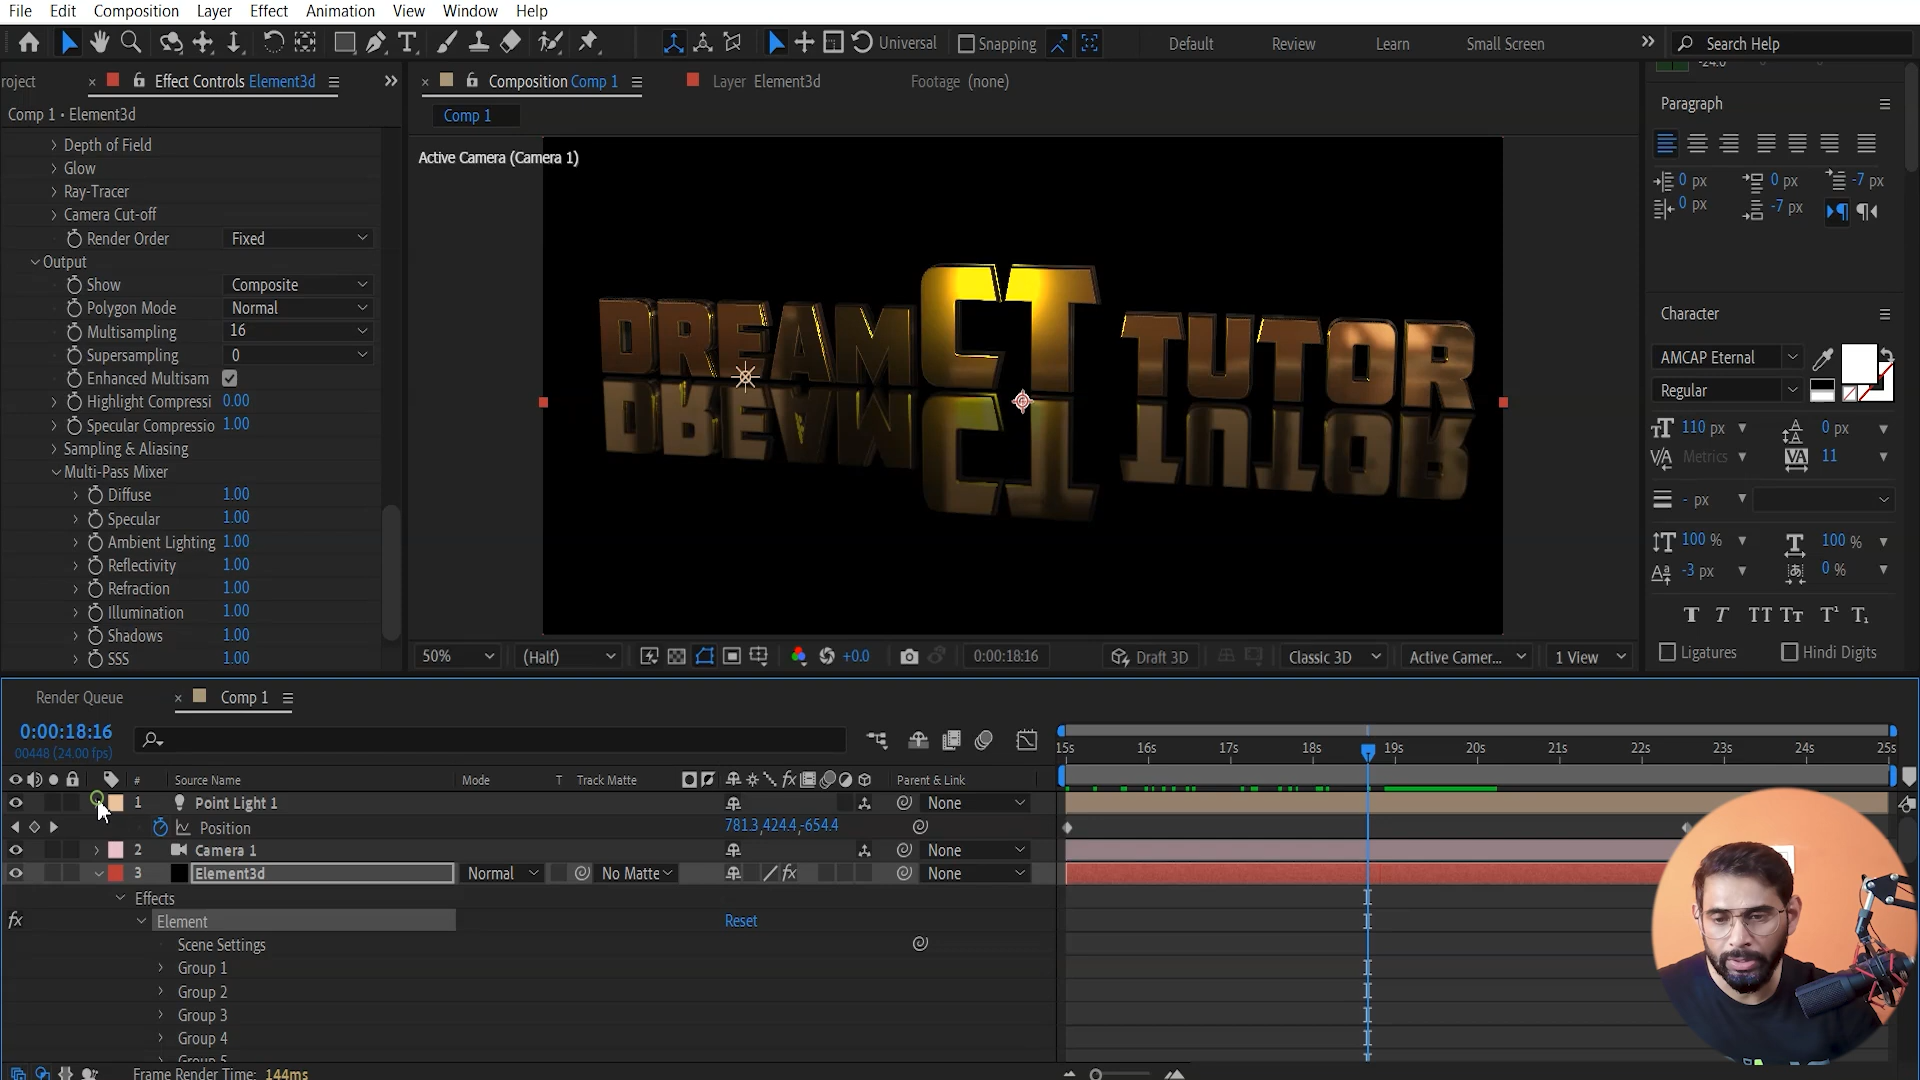 File Edit Composition Layer Effect Animation View Window Help
Universal Snapping Default Review Learn Small Screen Search Help
roject Effect Controls Element3d
Comp 1 • Element3d
Depth of Field
Glow
Ray-Tracer
Camera Cut-off
Render Order Fixed
Output
Show Composite
Polygon Mode Normal
Multisampling 16
Supersampling 0
Enhanced Multisam
Highlight Compressi 0.00
Specular Compressio 1.00
Sampling & Aliasing
Multi-Pass Mixer
Diffuse 1.00
Specular 1.00
Ambient Lighting 1.00
Reflectivity 1.00
Refraction 1.00
Illumination 1.00
Shadows 1.00
SSS 1.00
Composition Comp 1 Layer Element3d Footage (none)
Comp 1
Active Camera (Camera 1)
DREAM CT TUTOR
50% (Half) +0.0 0:00:18:16 Draft 3D Classic 3D Active Camer... 1 View
-24.0
Paragraph
0 px 0 px -7 px
0 px -7 px
Character
AMCAP Eternal
Regular
110 px 0 px
Metrics 11
- px
100 % 100 %
-3 px 0 %
T T TT Tt T¹ T₁
Ligatures Hindi Digits
Render Queue Comp 1
0:00:18:16
00448 (24.00 fps)
15s 16s 17s 18s 19s 20s 21s 22s 23s 24s 25s
# Source Name Mode T Track Matte Parent & Link
1 Point Light 1 None
Position 781.3,424.4,-654.4
2 Camera 1 None
3 Element3d Normal No Matte None
Effects
fx Element Reset
Scene Settings
Group 1
Group 2
Group 3
Group 4
Group 5
Frame Render Time: 144ms